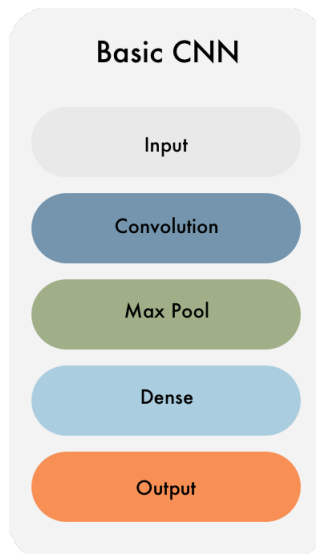 Basic CNN
Input
Convolution
Max Pool
Dense
Output